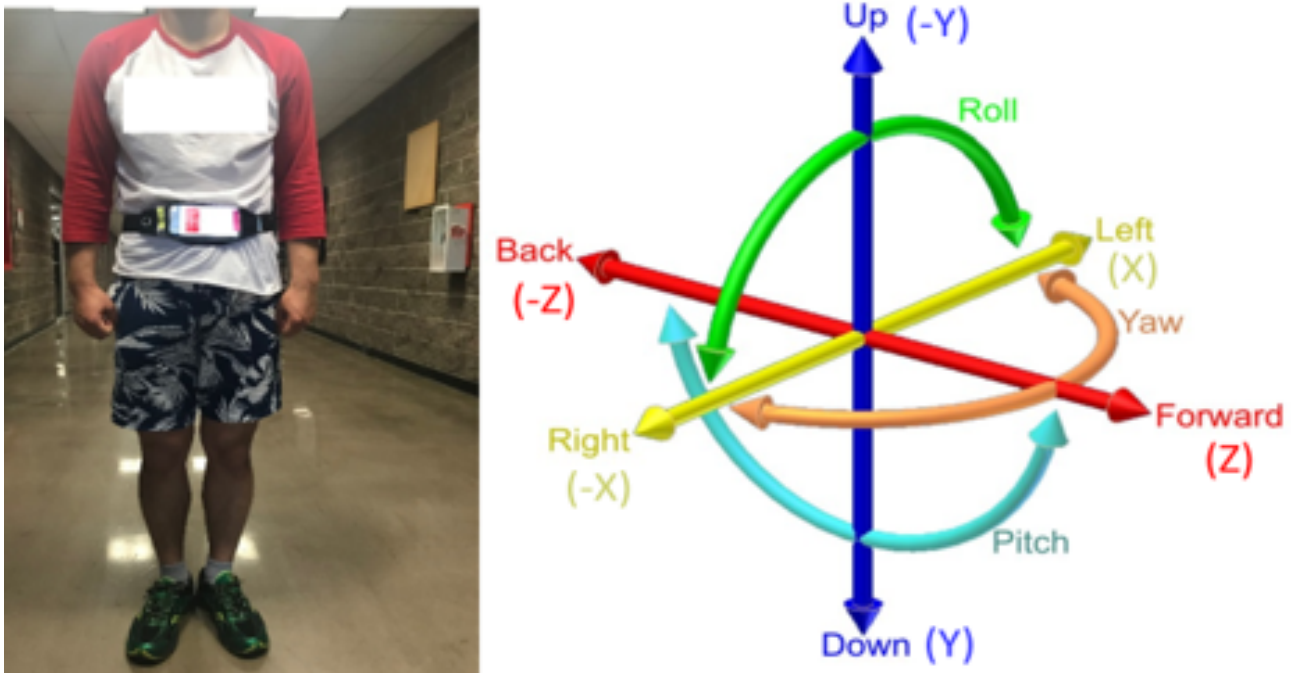 Up (-Y)
Roll
Left
(X)
Back
(-Z)
Yaw
Right
(-X)
Forward
(Z)
Pitch
Down (Y)